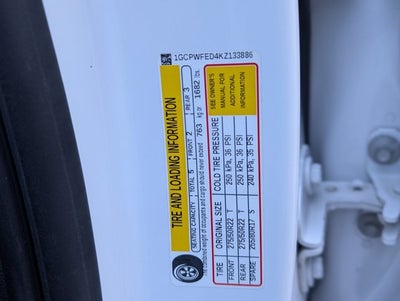 1GCPWFED4KZ133886
TIRE AND LOADING INFORMATION
SEATING CAPACITY TOTAL 5 FRONT 2 REAR 3
The combined weight of occupants and cargo should never exceed 763 kg or 1682 lbs.
TIRE ORIGINAL SIZE COLD TIRE PRESSURE
FRONT 275/50R22 T 250 kPa, 36 PSI
REAR 275/50R22 T 250 kPa, 36 PSI
SPARE 255/80R17 S 240 kPa, 35 PSI
SEE OWNER'S
MANUAL FOR
ADDITIONAL
INFORMATION